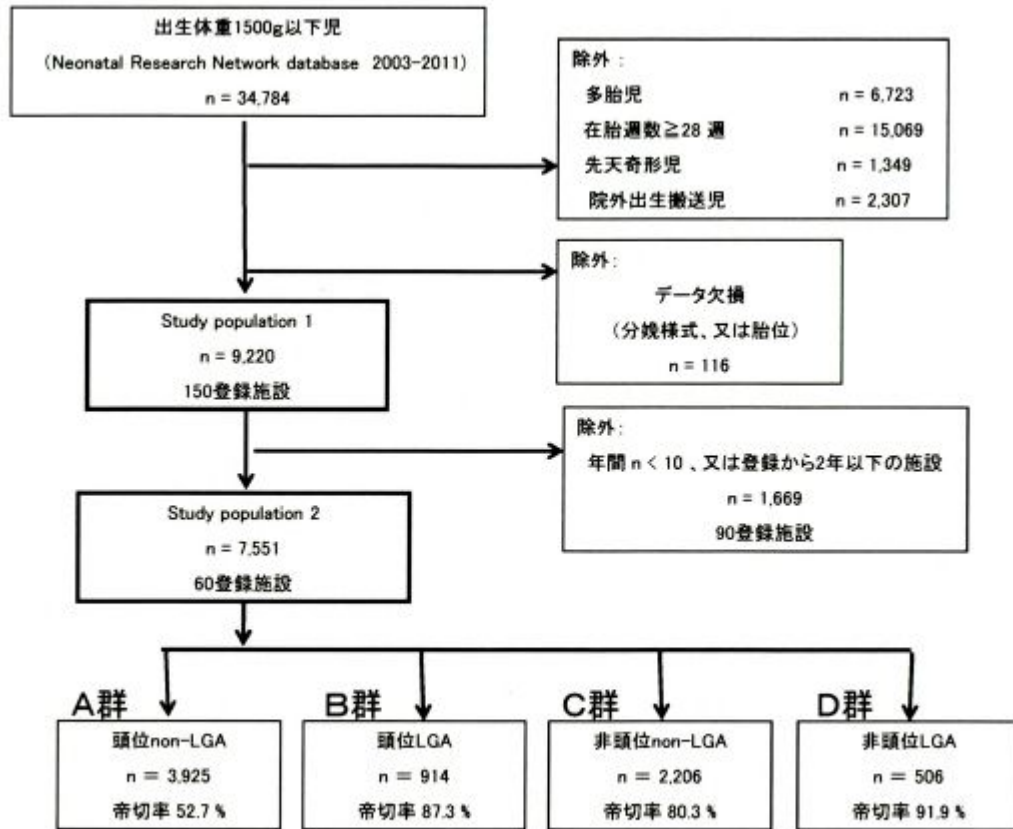 出生体重1500g以下児
(Neonatal Research Network database 2003-2011)
n = 34,784
除外：
多胎児 n = 6,723
在胎週数≧28 週 n = 15,069
先天奇形児 n = 1,349
院外出生搬送児 n = 2,307
除外：
データ欠損
（分娩様式、又は胎位）
n = 116
Study population 1
n = 9,220
150登録施設
除外：
年間 n < 10 、又は登録から2年以下の施設
n = 1,669
90登録施設
Study population 2
n = 7,551
60登録施設
A群
頭位non-LGA
n ＝ 3,925
帝切率 52.7 %
B群
頭位LGA
n ＝ 914
帝切率 87.3 %
C群
非頭位non-LGA
n ＝ 2,206
帝切率 80.3 %
D群
非頭位LGA
n ＝ 506
帝切率 91.9 %